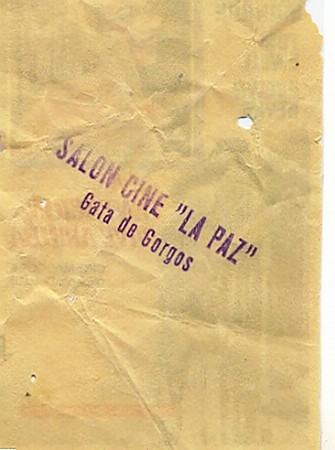 SALON CINE "LA PAZ"
Gata de Gorgos